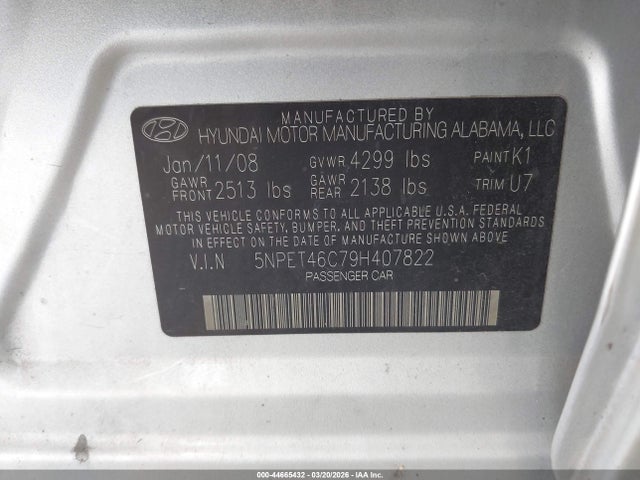 MANUFACTURED BY
HYUNDAI MOTOR MANUFACTURING ALABAMA, LLC
Jan/11/08 GVWR 4299 lbs PAINT K1
GAWR FRONT 2513 lbs GAWR REAR 2138 lbs TRIM U7
THIS VEHICLE CONFORMS TO ALL APPLICABLE U.S.A. FEDERAL
MOTOR VEHICLE SAFETY, BUMPER, AND THEFT PREVENTION STANDARDS
IN EFFECT ON THE DATE OF MANUFACTURE SHOWN ABOVE
V.I.N 5NPET46C79H407822
PASSENGER CAR
000-44665432 - 03/20/2026 - IAAI.COM